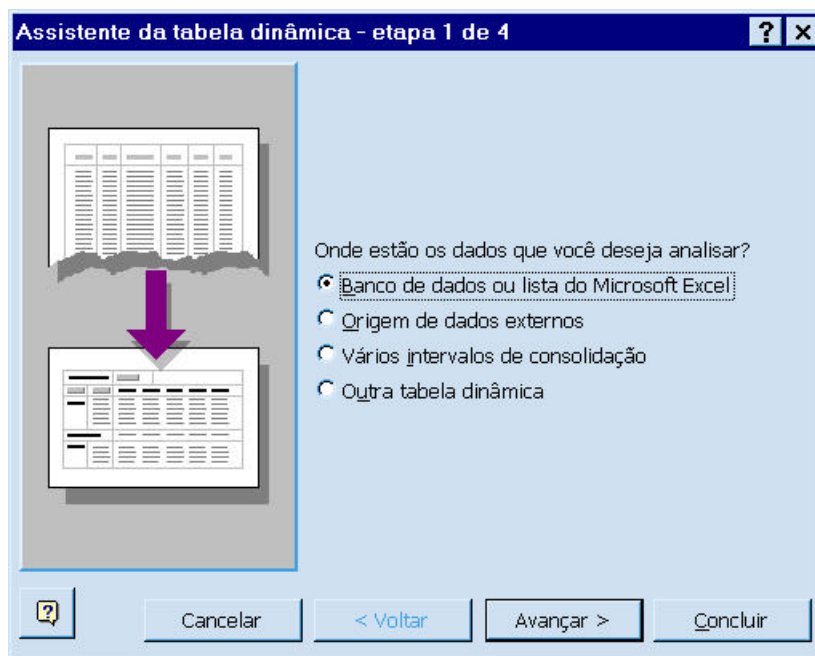 Assistente da tabela dinâmica - etapa 1 de 4
Onde estão os dados que você deseja analisar?
Banco de dados ou lista do Microsoft Excel
Origem de dados externos
Vários intervalos de consolidação
Outra tabela dinâmica
Cancelar
< Voltar
Avançar >
Concluir